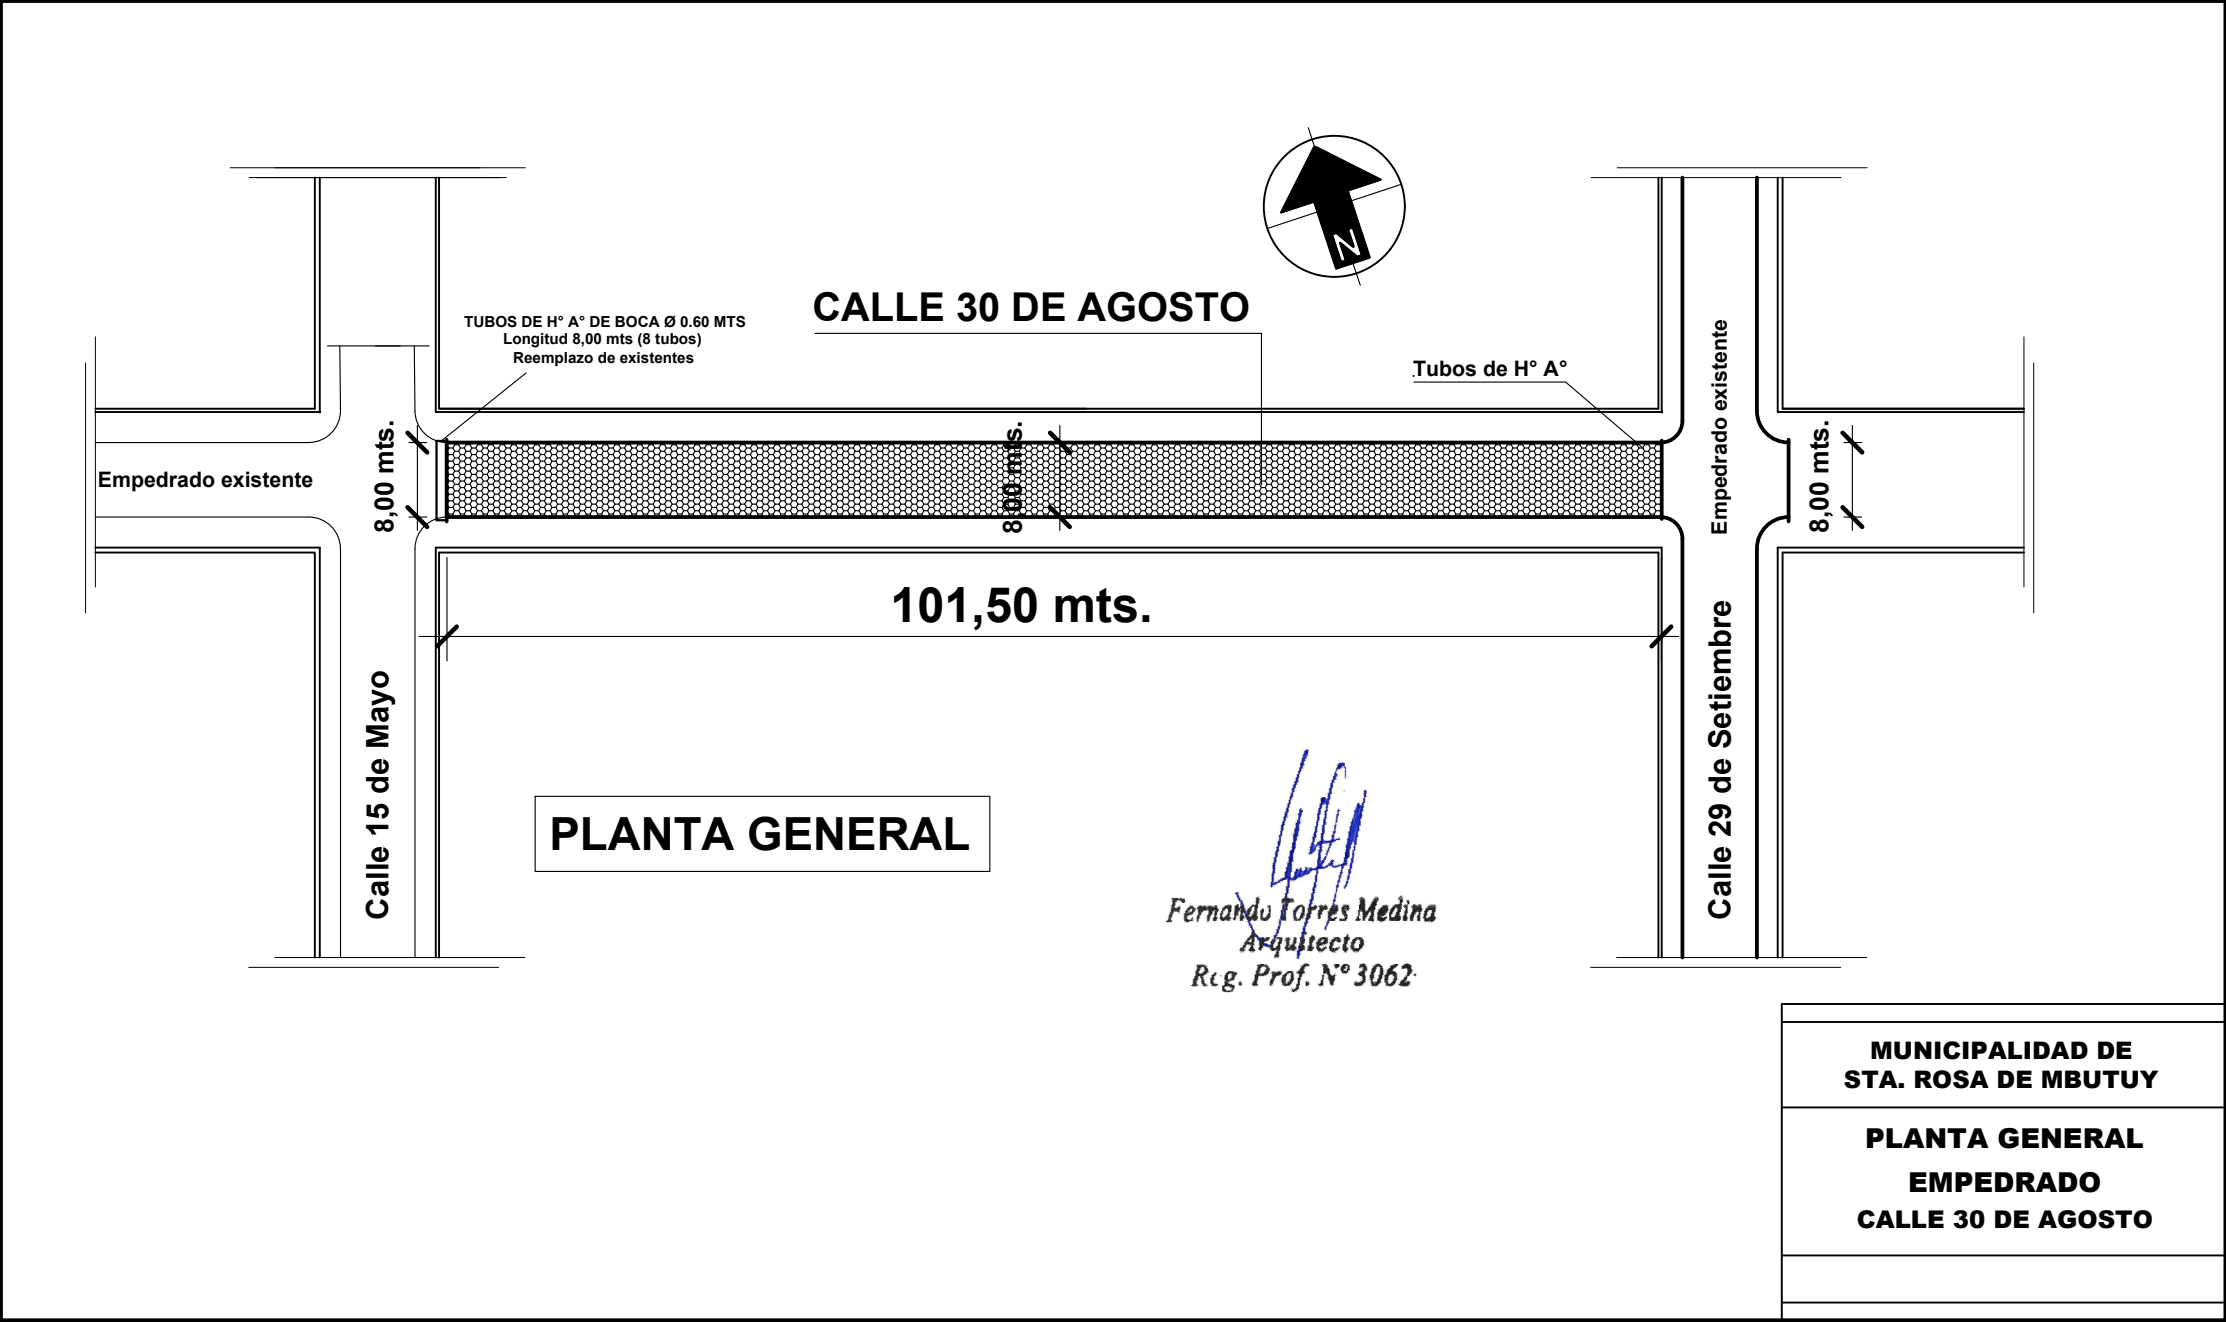 N
CALLE 30 DE AGOSTO
TUBOS DE H° A° DE BOCA Ø 0.60 MTS
Longitud 8,00 mts (8 tubos)
Reemplazo de existentes
Tubos de H° A°
Empedrado existente
Empedrado existente
8,00 mts.
8,00 mts.
8,00 mts.
101,50 mts.
Calle 15 de Mayo
Calle 29 de Setiembre
PLANTA GENERAL
Fernando Torres Medina
Arquitecto
Reg. Prof. N° 3062
MUNICIPALIDAD DE
STA. ROSA DE MBUTUY
PLANTA GENERAL
EMPEDRADO
CALLE 30 DE AGOSTO